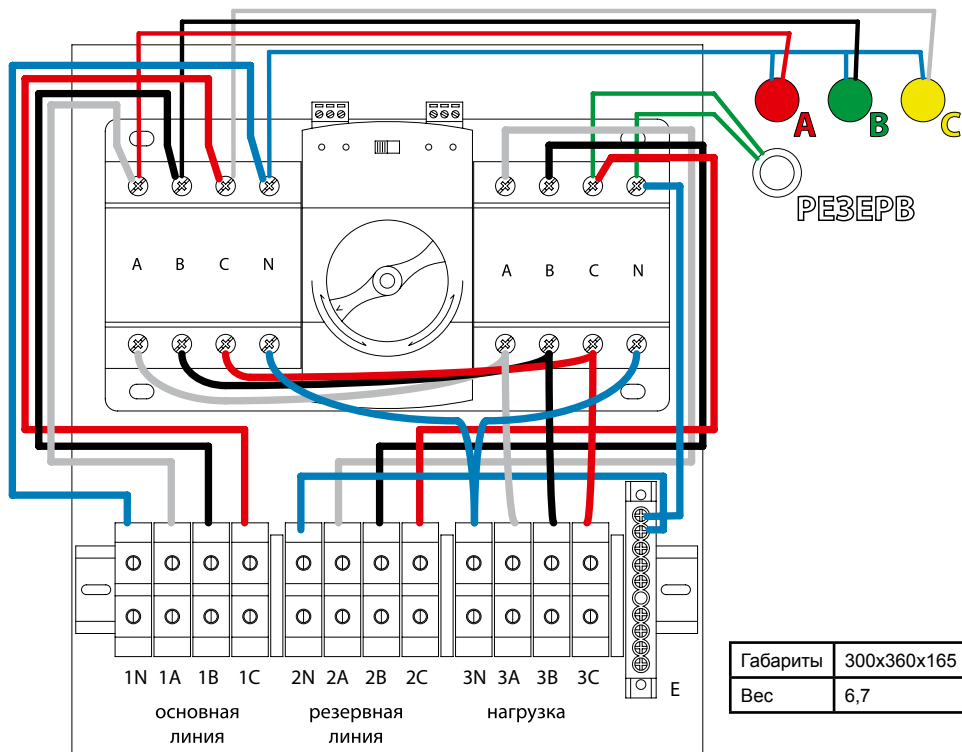 A B C
РЕЗЕРВ
A B C N A B C N
1N 1A 1B 1C 2N 2A 2B 2C 3N 3A 3B 3C E
основная линия
резервная линия
нагрузка
Габариты 300x360x165
Вес 6,7